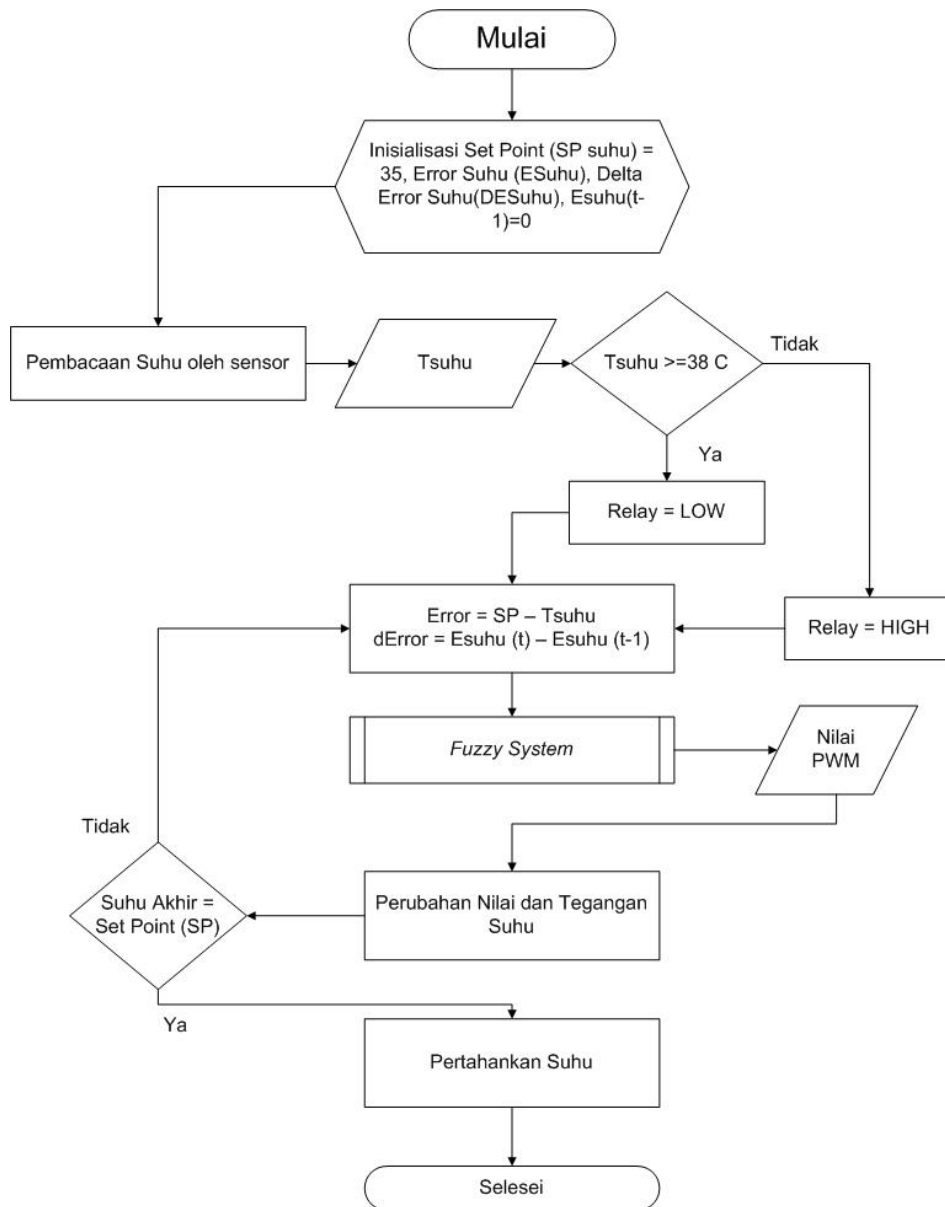 Mulai
Inisialisasi Set Point (SP suhu) =
35, Error Suhu (ESuhu), Delta
Error Suhu(DESuhu), Esuhu(t-
1)=0
Pembacaan Suhu oleh sensor
Tsuhu
Tsuhu >=38 C
Tidak
Ya
Relay = LOW
Error = SP – Tsuhu
dError = Esuhu (t) – Esuhu (t-1)
Relay = HIGH
Fuzzy System
Nilai
PWM
Tidak
Suhu Akhir =
Set Point (SP)
Perubahan Nilai dan Tegangan
Suhu
Ya
Pertahankan Suhu
Selesei